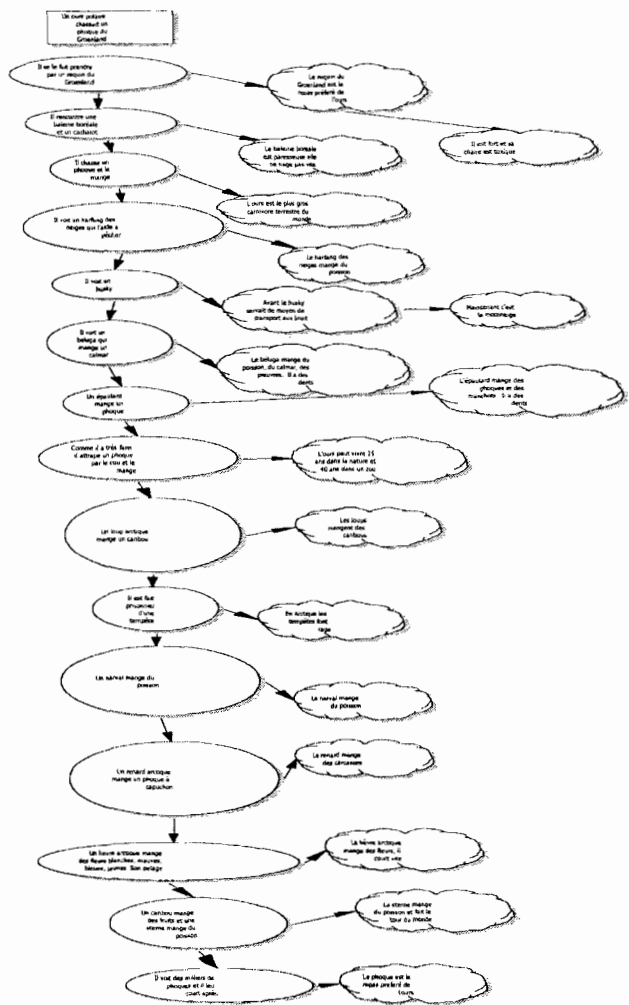 Un ours polaire
chassait un
phoque du
Groenland
Il se fit prendre
par un requin du
Groenland
Le requin du
Groenland est le
repas préféré de
l'ours
Il est fort et sa
chaire est toxique
Il rencontre une
baleine boréale
et un cachalot
La baleine boréale
est paresseuse elle
ne nage pas vite
Il chasse un
phoque et le
mange
L'ours est le plus gros
carnivore terrestre du
monde
Il voit un harfang des
neiges qui l'aide à
pêcher
Le harfang des
neiges mange du
poisson
Il voit un
husky
Avant le husky
servait de moyen de
transport aux Inuit
Maintenant c'est
la motoneige
Il voit un
beluga qui
mange un
calmar
Le beluga mange du
poisson, du calmar, des
. Il a des
dents
Un épaulard
mange un
phoque
L'épaulard mange des
phoques et des
manchots. Il a des
dents
Comme il a très faim
il attrape un phoque
par le cou et le
mange
L'ours peut vivre 25
ans dans la nature et
40 ans dans un zoo
Un loup arctique
mange un caribou
Les loups
mangent des
caribous
Il est fait
prisonnier
d'une
tempête
En Arctique les
tempêtes font
rage
Un narval mange du
poisson
Le narval mange
du poisson
Un renard arctique
mange un phoque à
capuchon
Le renard mange
des carcasses
Un lièvre arctique mange
des fleurs blanches, mauves,
bleues, jaunes. Son pelage
Le lièvre arctique
mange des fleurs, il
court vite
Un caribou mange
des fruits et une
sterne mange du
poisson
La sterne mange
du poisson et fait le
tour du monde
Il voit des milliers de
phoques et il leu
court après.
Le phoque est le
repas préféré de
l'ours